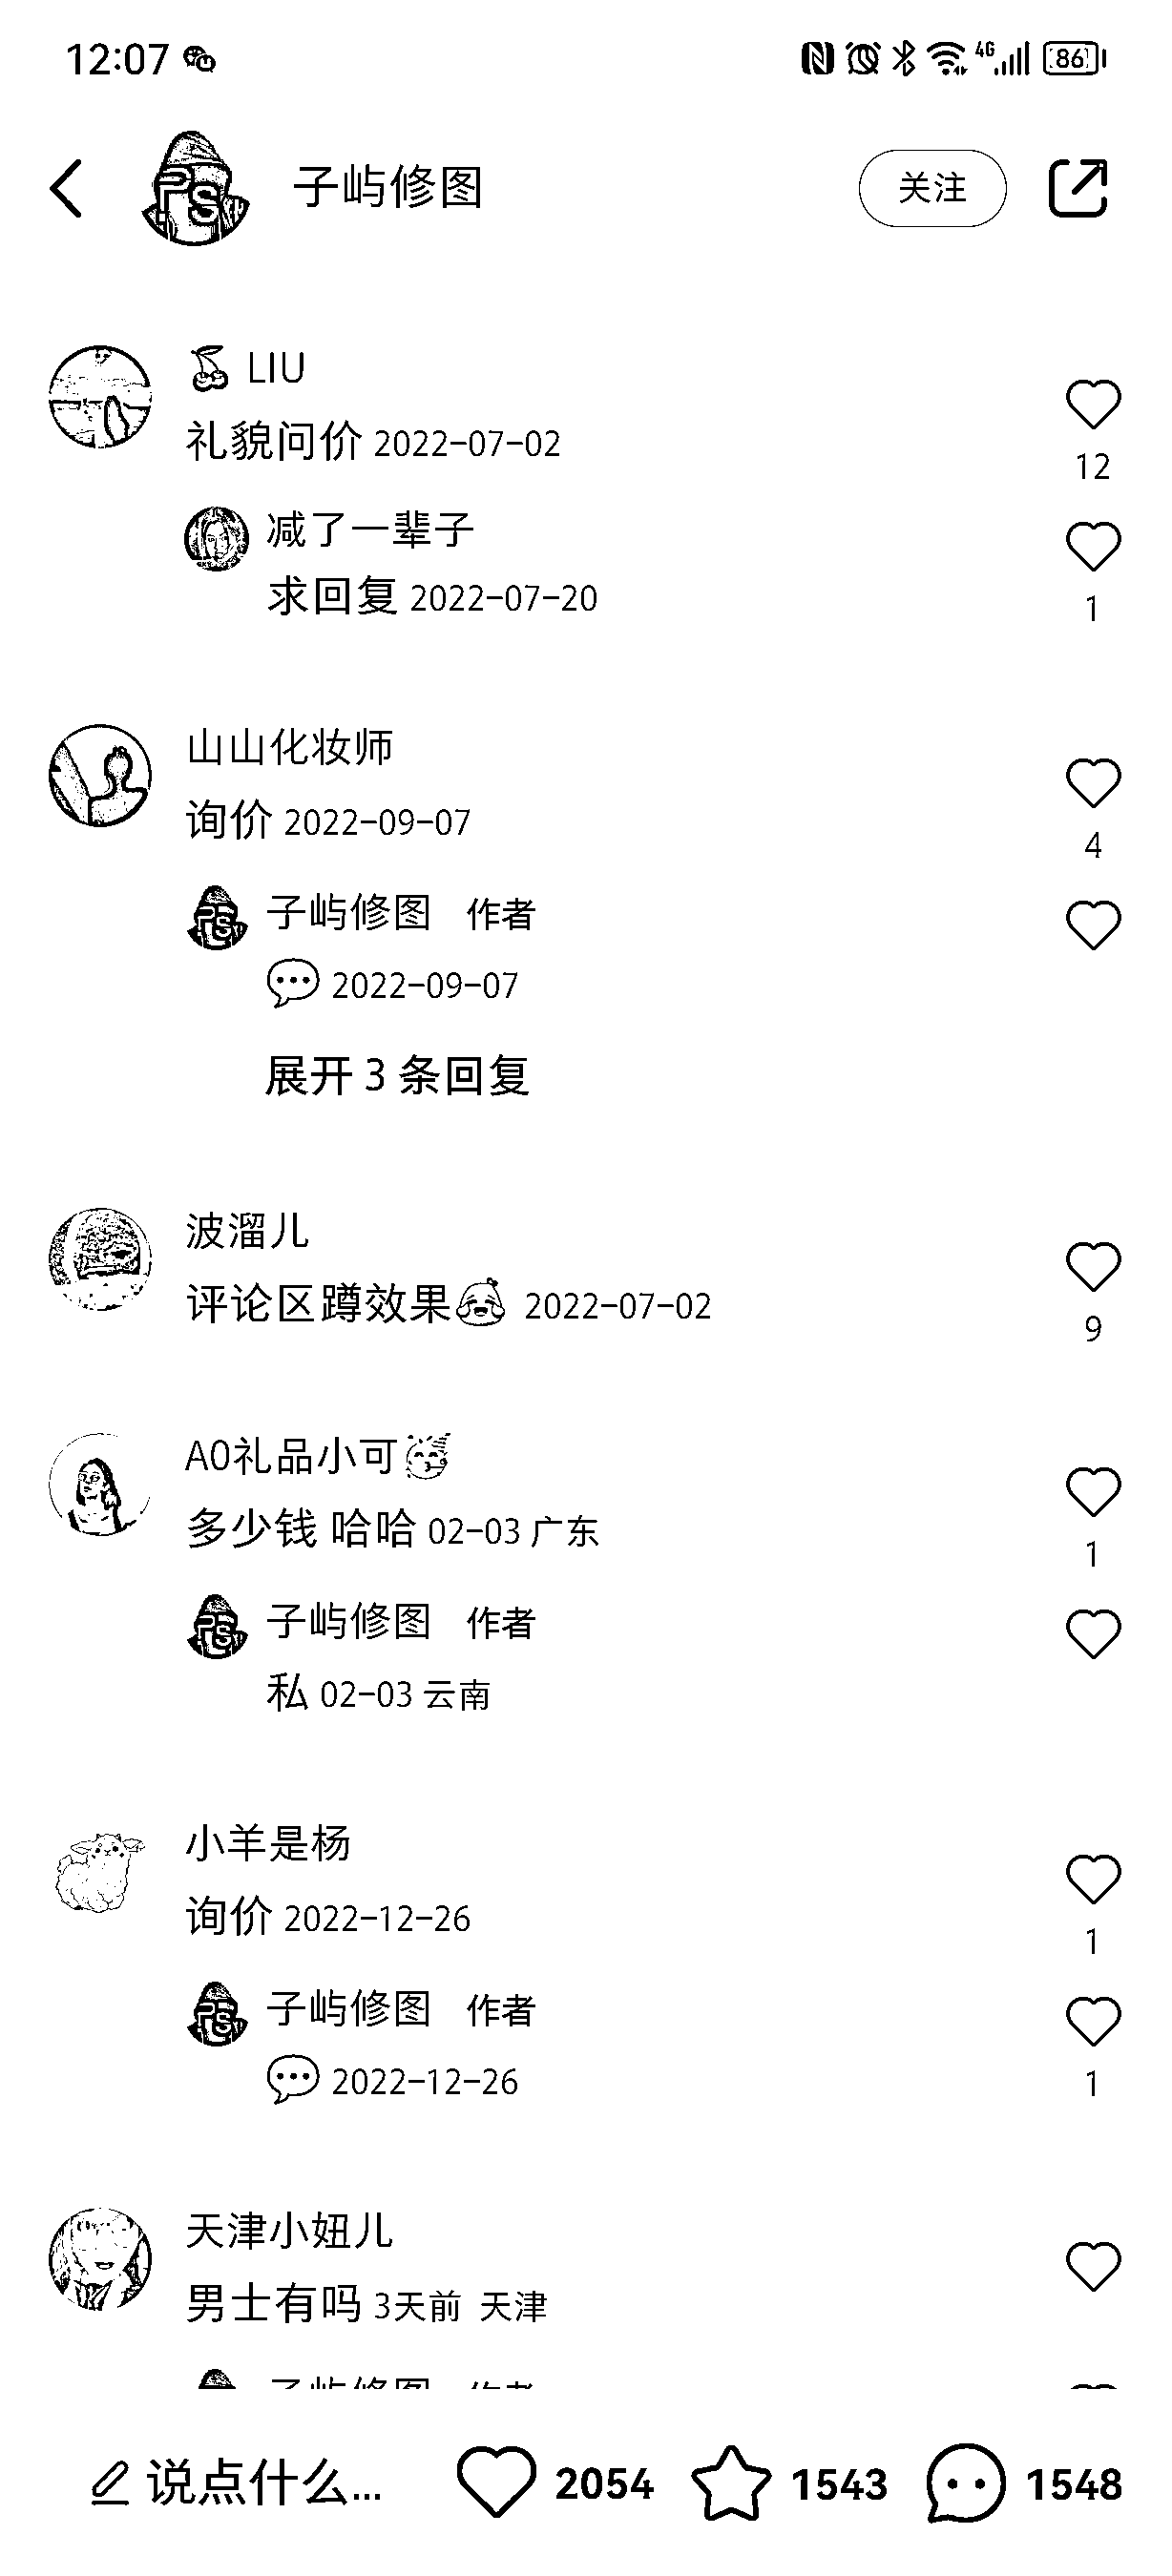 12:07
4G 86
子屿修图 关注
🍒 LIU
礼貌问价 2022-07-02
12
减了一辈子
求回复 2022-07-20
1
山山化妆师
询价 2022-09-07
4
子屿修图 作者
💬 2022-09-07
展开 3 条回复
波溜儿
评论区蹲效果 2022-07-02
9
A0礼品小可🥳
多少钱 哈哈 02-03 广东
1
子屿修图 作者
私 02-03 云南
小羊是杨
询价 2022-12-26
1
子屿修图 作者
💬 2022-12-26
1
天津小妞儿
男士有吗 3天前 天津
子屿修图 作者
说点什么... 2054 1543 1548